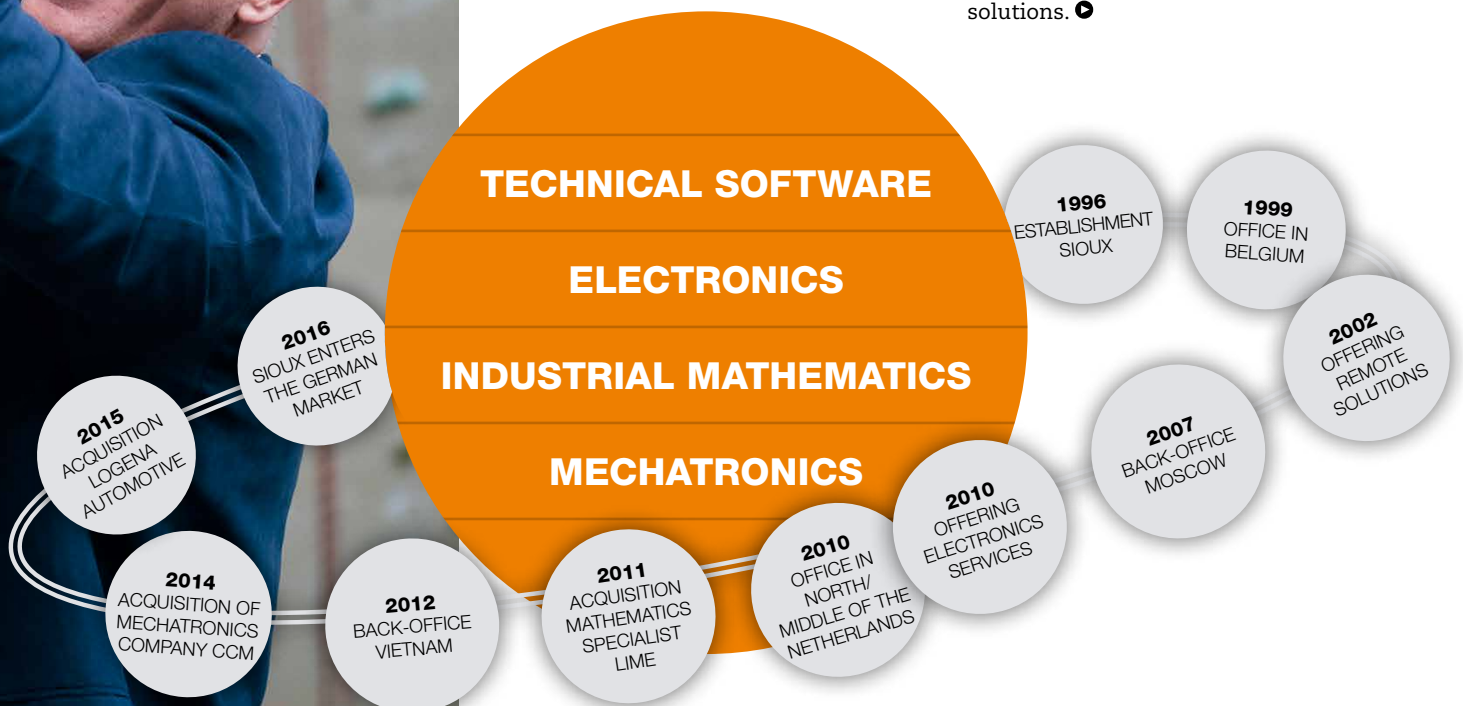 solutions.
TECHNICAL SOFTWARE
ELECTRONICS
INDUSTRIAL MATHEMATICS
MECHATRONICS
1996
ESTABLISHMENT
SIOUX
1999
OFFICE IN
BELGIUM
2002
OFFERING
REMOTE
SOLUTIONS
2007
BACK-OFFICE
MOSCOW
2010
OFFERING
ELECTRONICS
SERVICES
2010
OFFICE IN
NORTH/
MIDDLE OF THE
NETHERLANDS
2011
ACQUISITION
MATHEMATICS
SPECIALIST
LIME
2012
BACK-OFFICE
VIETNAM
2014
ACQUISITION OF
MECHATRONICS
COMPANY CCM
2015
ACQUISITION
LOGENA
AUTOMOTIVE
2016
SIOUX ENTERS
THE GERMAN
MARKET